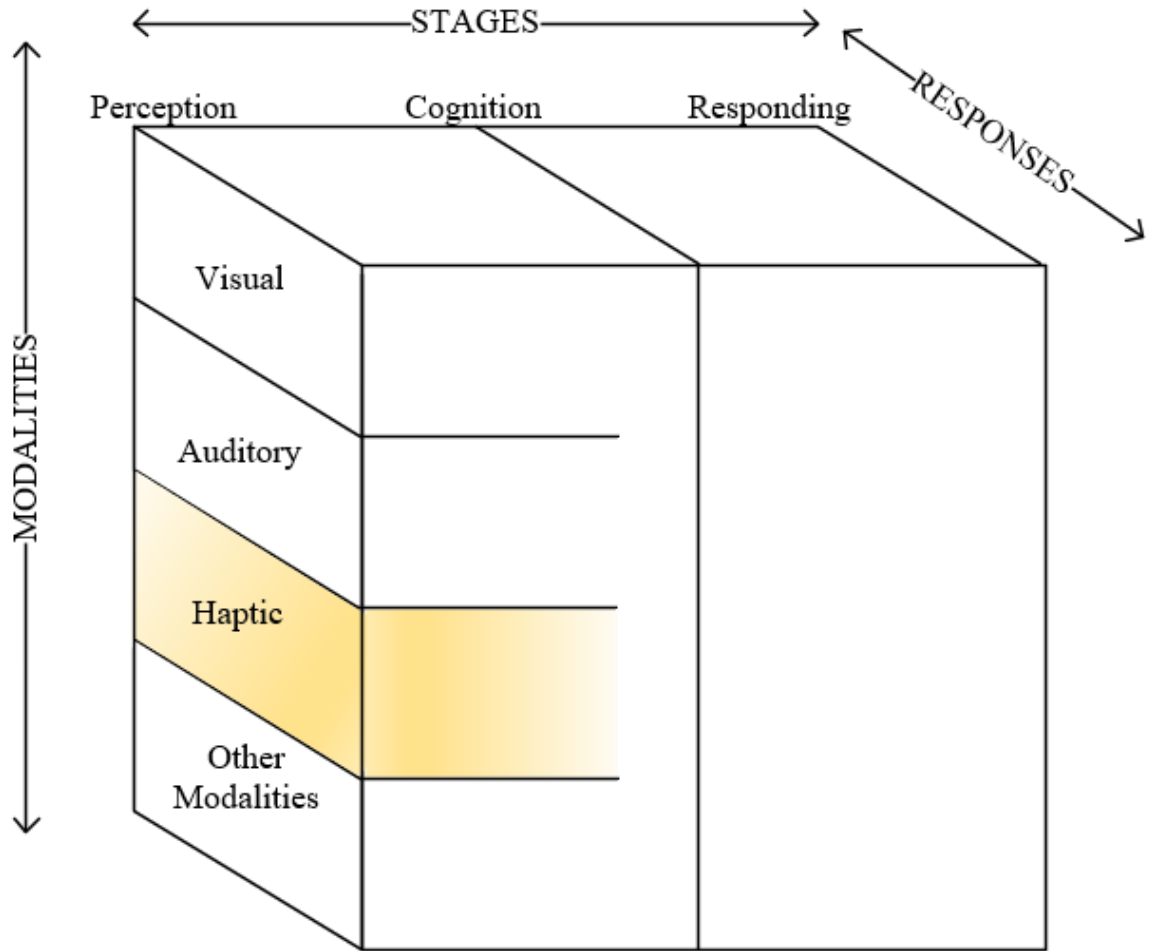 STAGES
RESPONSES
Perception
Cognition
Responding
MODALITIES
Visual
Auditory
Haptic
Other
Modalities